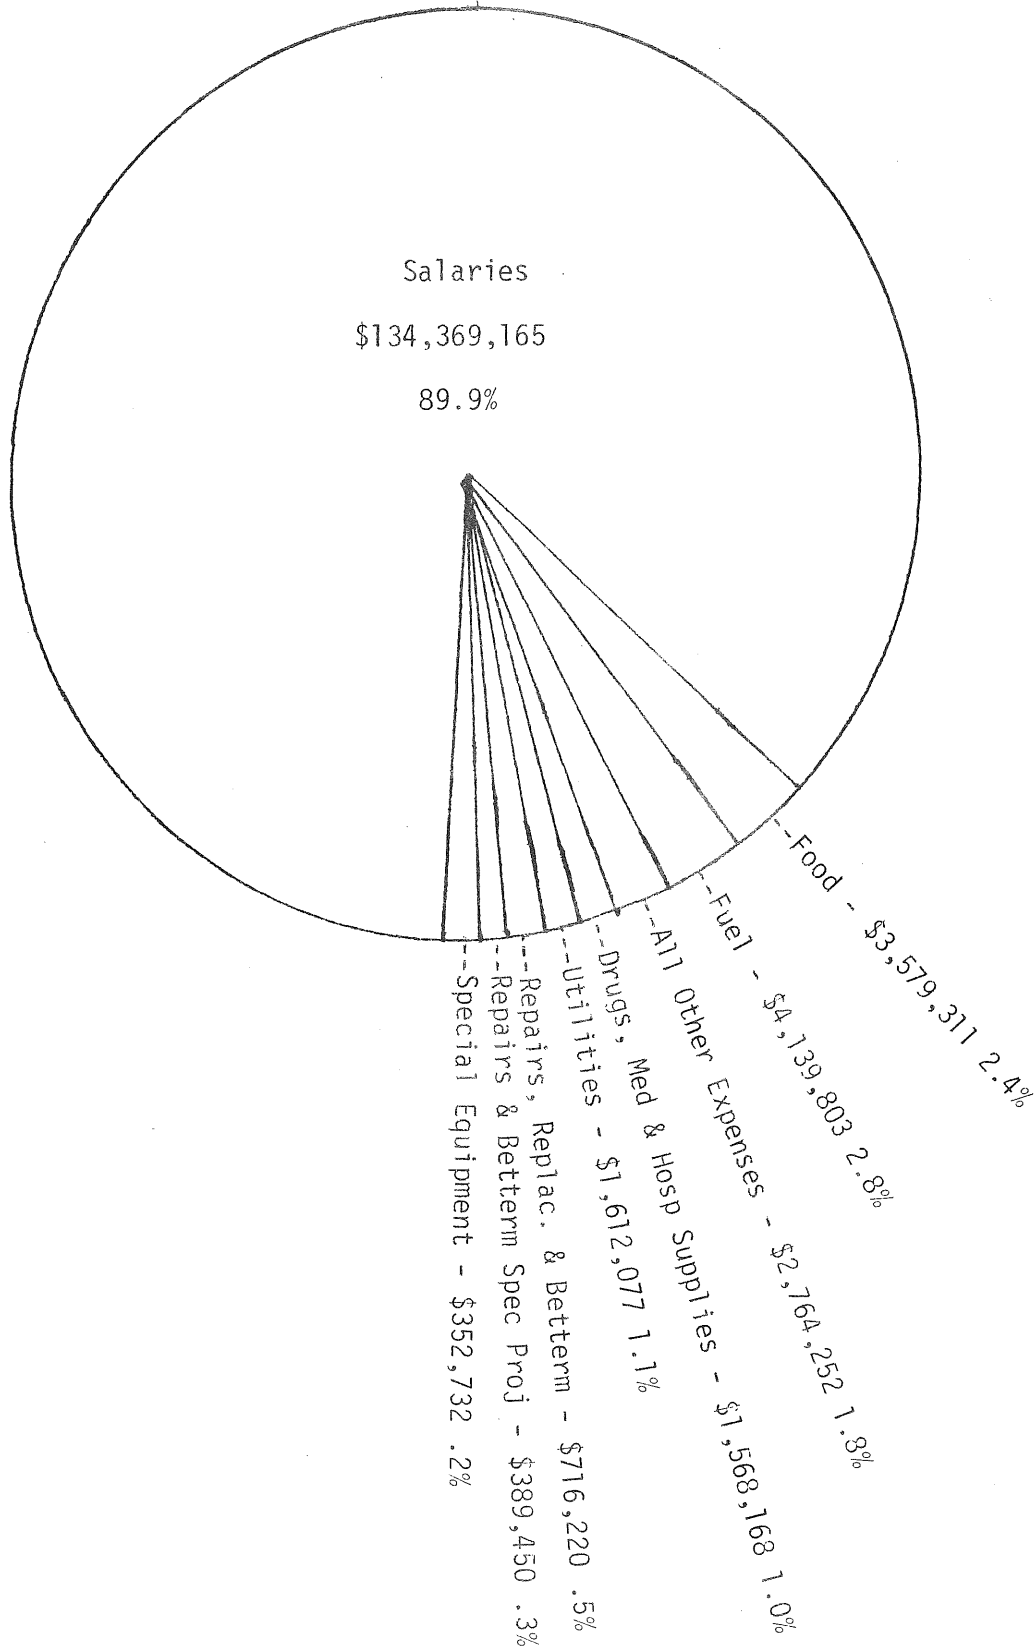 Salaries
$134,369,165
89.9%
--Food - $3,579,311 2.4%
--Fuel - $4,139,803 2.8%
--All Other Expenses - $2,764,252 1.8%
--Drugs, Med & Hosp Supplies - $1,568,168 1.0%
--Utilities - $1,612,077 1.1%
--Repairs, Replac. & Betterm - $716,220 .5%
--Repairs & Betterm Spec Proj - $389,450 .3%
--Special Equipment - $352,732 .2%